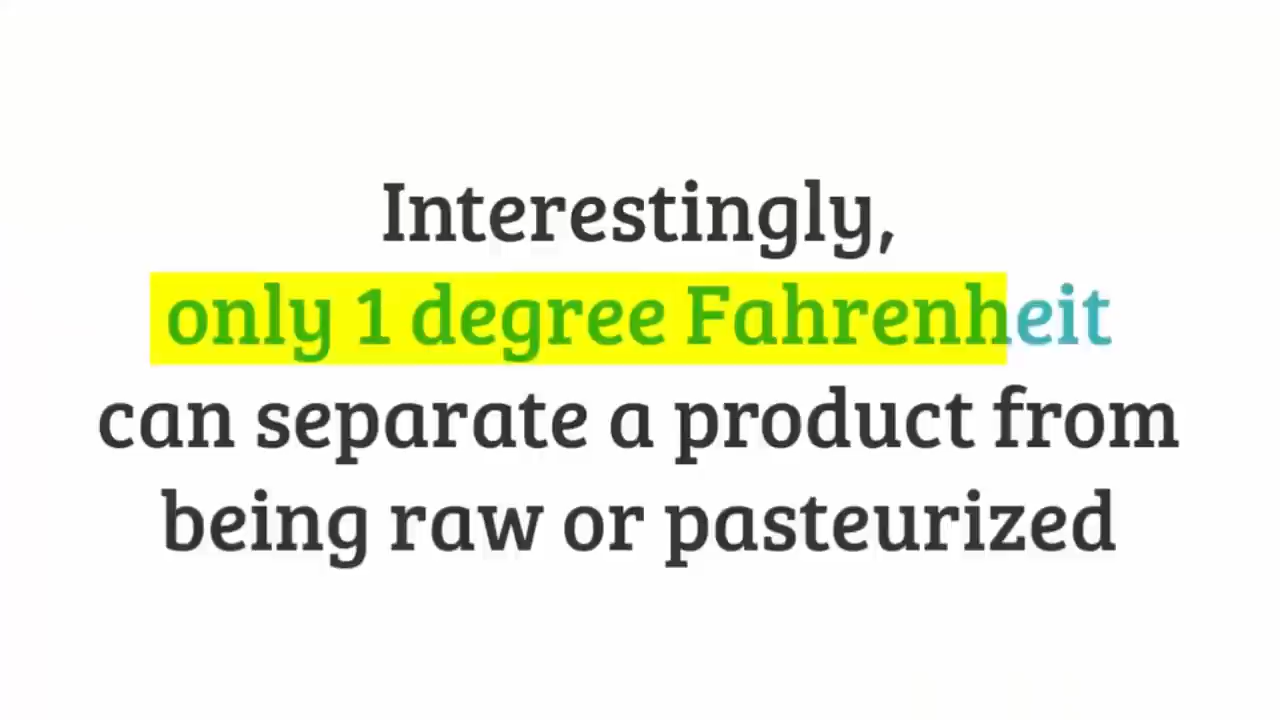 Interestingly,
only 1 degree Fahrenheit
can separate a product from
being raw or pasteurized